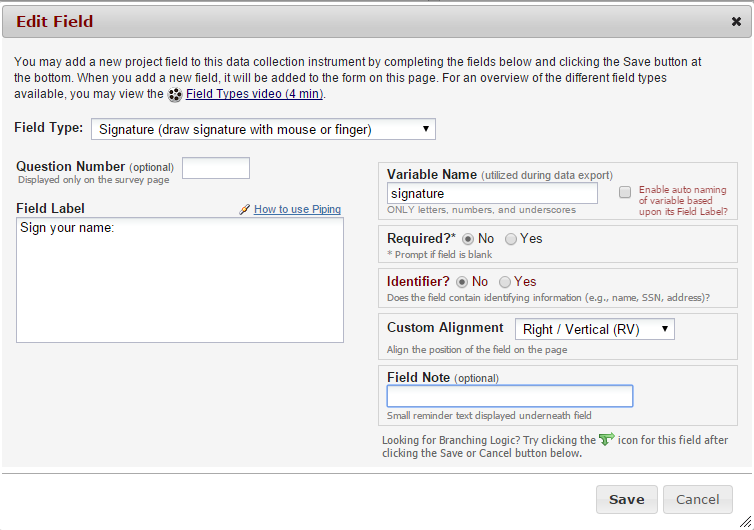 Edit Field
You may add a new project field to this data collection instrument by completing the fields below and clicking the Save button at
the bottom. When you add a new field, it will be added to the form on this page. For an overview of the different field types
available, you may view the Field Types video (4 min).
Field Type: Signature (draw signature with mouse or finger)
Question Number (optional)
Displayed only on the survey page
Field Label How to use Piping
Sign your name:
Variable Name (utilized during data export)
signature
ONLY letters, numbers, and underscores
Enable auto naming
of variable based
upon its Field Label?
Required?* No Yes
* Prompt if field is blank
Identifier? No Yes
Does the field contain identifying information (e.g., name, SSN, address)?
Custom Alignment Right / Vertical (RV)
Align the position of the field on the page
Field Note (optional)
Small reminder text displayed underneath field
Looking for Branching Logic? Try clicking the icon for this field after
clicking the Save or Cancel button below.
Save Cancel